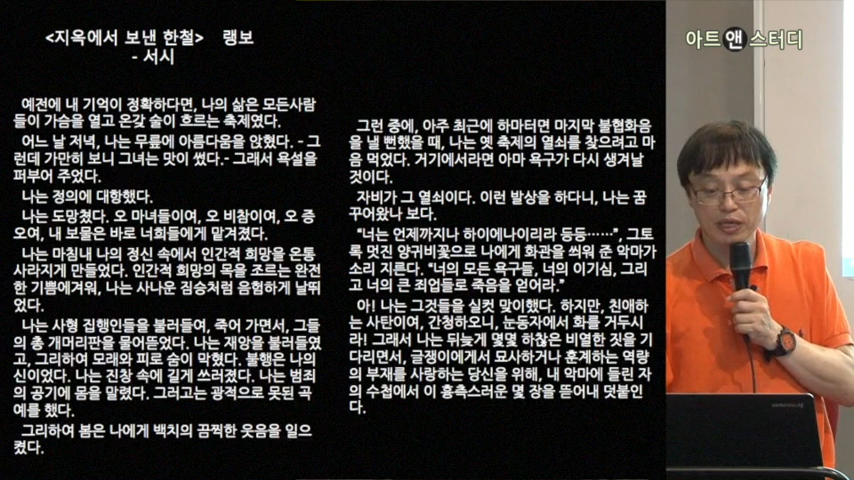 <지옥에서 보낸 한철>   랭보
- 서시
예전에 내 기억이 정확하다면, 나의 삶은 모든사람
들이 가슴을 열고 온갖 술이 흐르는 축제였다.
어느 날 저녁, 나는 무릎에 아름다움을 앉혔다. - 그
런데 가만히 보니 그녀는 맛이 썼다.- 그래서 욕설을
퍼부어 주었다.
나는 정의에 대항했다.
나는 도망쳤다. 오 마녀들이여, 오 비참이여, 오 증
오여, 내 보물은 바로 너희들에게 맡겨졌다.
나는 마침내 나의 정신 속에서 인간적 희망을 온통
사라지게 만들었다. 인간적 희망의 목을 조르는 완전
한 기쁨에겨워, 나는 사나운 짐승처럼 음험하게 날뛰
었다.
나는 사형 집행인들을 불러들여, 죽어 가면서, 그들
의 총 개머리판을 물어뜯었다. 나는 재앙을 불러들였
고, 그리하여 모래와 피로 숨이 막혔다. 불행은 나의
신이었다. 나는 진창 속에 길게 쓰러졌다. 나는 범죄
의 공기에 몸을 말렸다. 그러고는 광적으로 못된 곡
예를 했다.
그리하여 봄은 나에게 백치의 끔찍한 웃음을 일으
켰다.
그런 중에, 아주 최근에 하마터면 마지막 불협화음
을 낼 뻔했을 때, 나는 옛 축제의 열쇠를 찾으려고 마
음 먹었다. 거기에서라면 아마 욕구가 다시 생겨날
것이다.
자비가 그 열쇠이다. 이런 발상을 하다니, 나는 꿈
꾸어왔나 보다.
“너는 언제까지나 하이에나이리라 등등……”, 그토
록 멋진 양귀비꽃으로 나에게 화관을 씌워 준 악마가
소리 지른다. “너의 모든 욕구들, 너의 이기심, 그리
고 너의 큰 죄업들로 죽음을 얻어라.”
아! 나는 그것들을 실컷 맞이했다. 하지만, 친애하
는 사탄이여, 간청하오니, 눈동자에서 화를 거두시
라! 그래서 나는 뒤늦게 몇몇 하찮은 비열한 짓을 기
다리면서, 글쟁이에게서 묘사하거나 훈계하는 역량
의 부재를 사랑하는 당신을 위해, 내 악마에 들린 자
의 수첩에서 이 흉측스러운 몇 장을 뜯어내 덧붙인
다.
아트앤스터디